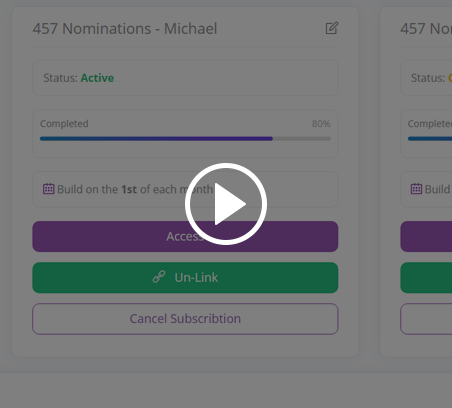 457 Nominations - Michael
Status: Active
Completed 80%
Build on the 1st of each month
Access
Un-Link
Cancel Subscribtion
457 No
Status:
Complete
Build